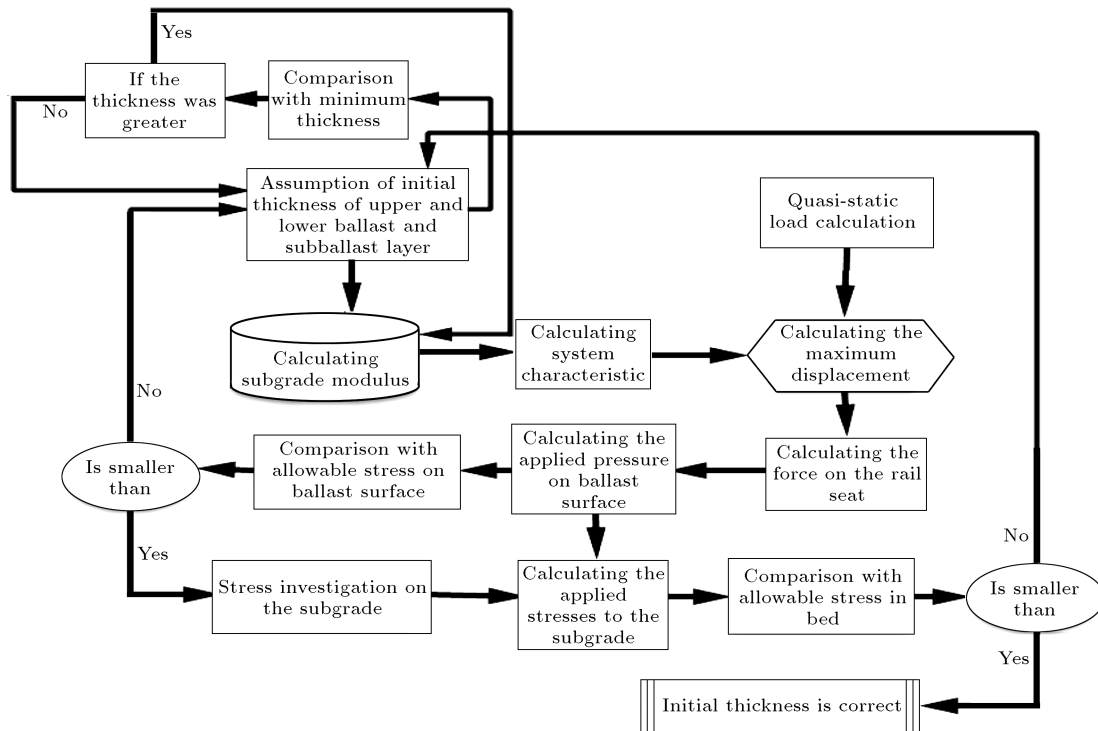 Yes
If the
thickness was
greater
No
Comparison
with minimum
thickness
Assumption of initial
thickness of upper and
lower ballast and
subballast layer
Quasi-static
load calculation
Calculating
subgrade modulus
Calculating
system
characteristic
Calculating the
maximum
displacement
No
Is smaller
than
Comparison with
allowable stress on
ballast surface
Calculating the
applied pressure
on ballast
surface
Calculating the
force on the rail
seat
Yes
Stress investigation on
the subgrade
Calculating the
applied
stresses to the
subgrade
Comparison with
allowable stress in
bed
No
Is smaller
than
Yes
Initial thickness is correct